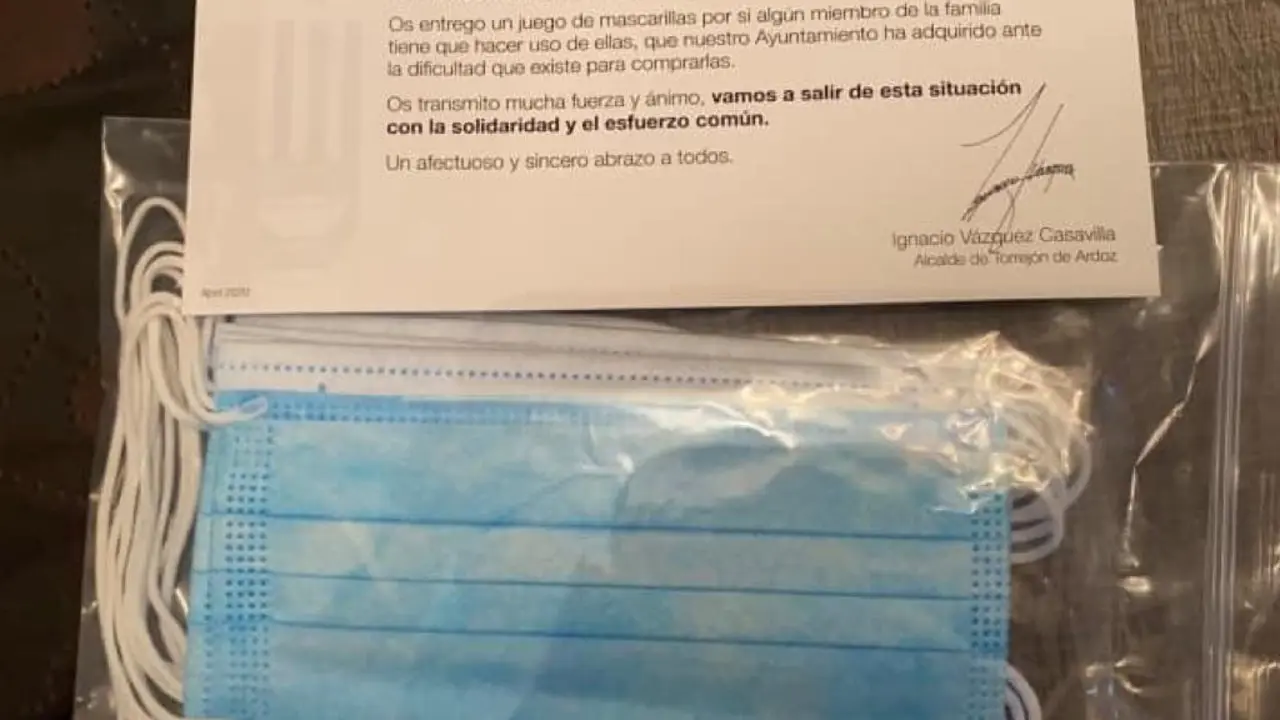 Os entrego un juego de mascarillas por si algún miembro de la familia
tiene que hacer uso de ellas, que nuestro Ayuntamiento ha adquirido ante
la dificultad que existe para comprarlas.
Os transmito mucha fuerza y ánimo, vamos a salir de esta situación
con la solidaridad y el esfuerzo común.
Un afectuoso y sincero abrazo a todos.
Ignacio Vázquez Casavilla
Alcalde de Torrejón de Ardoz
Abril 2020